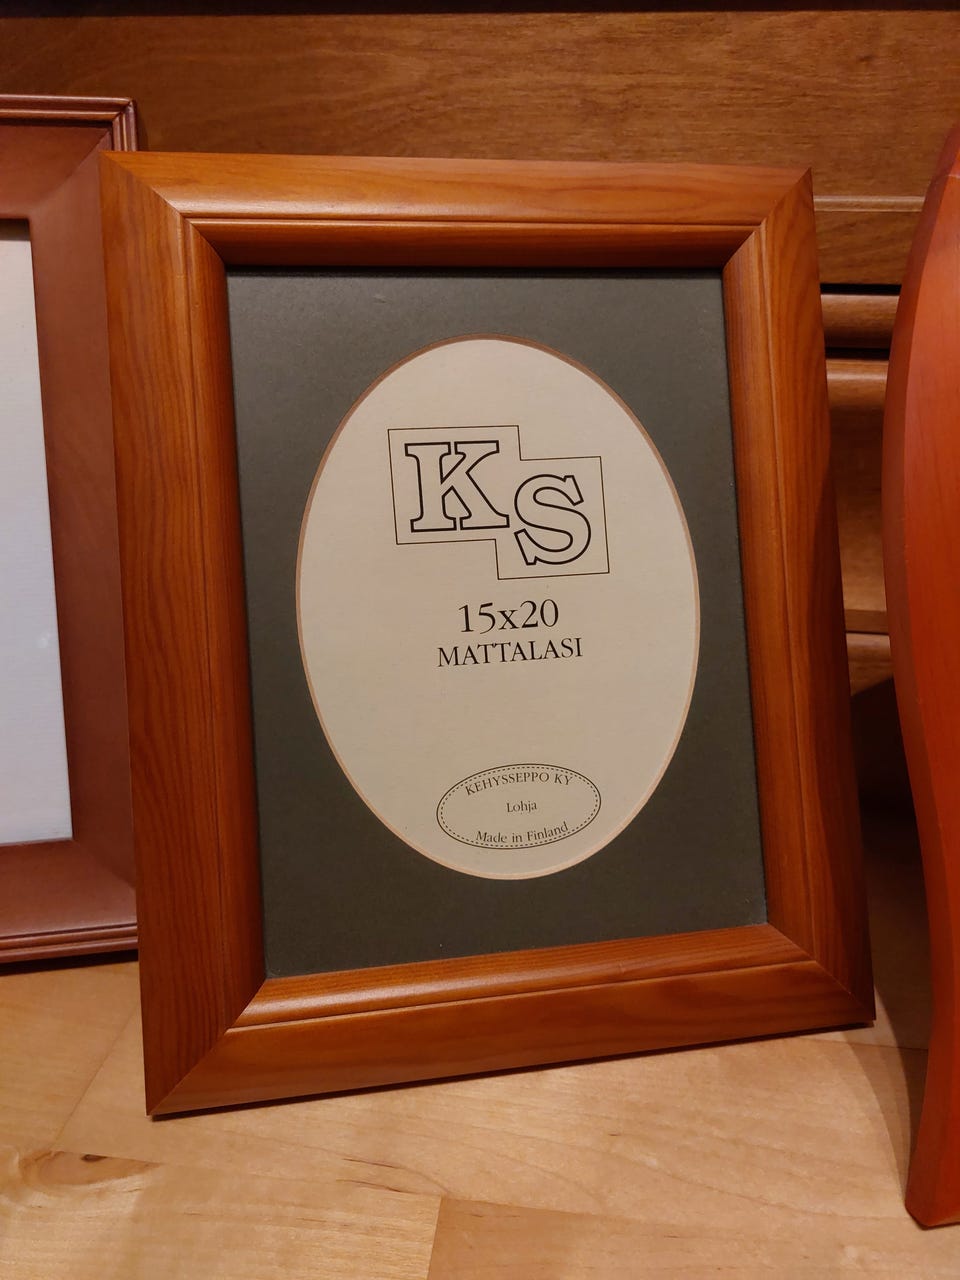 KS
15x20
MATTALASI
KEHYSSEPPO KY
Lohja
Made in Finland